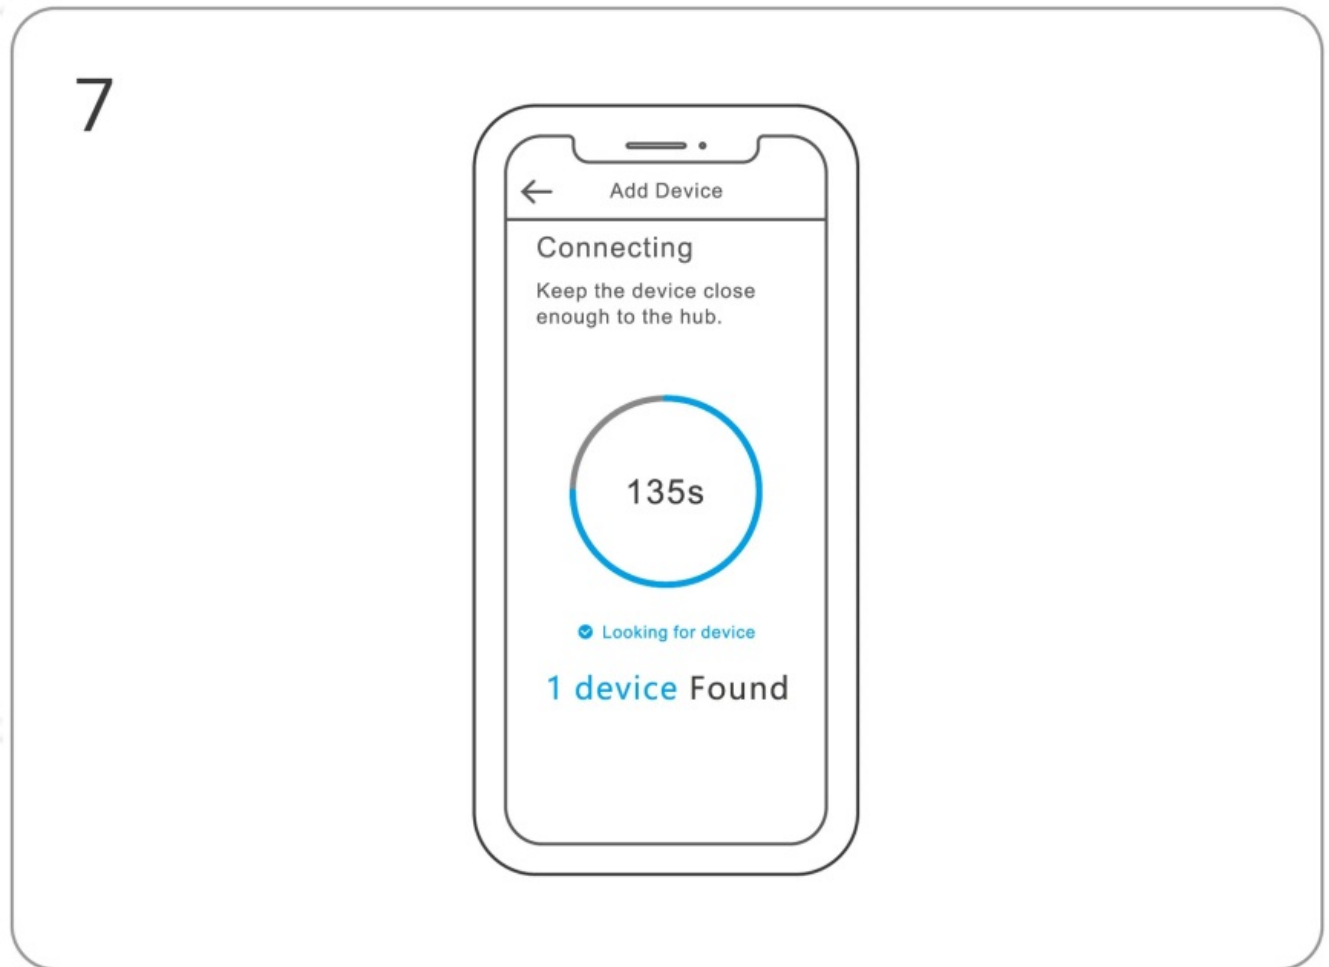 7
Add Device
Connecting
Keep the device close
enough to the hub.
135s
Looking for device
1 device Found